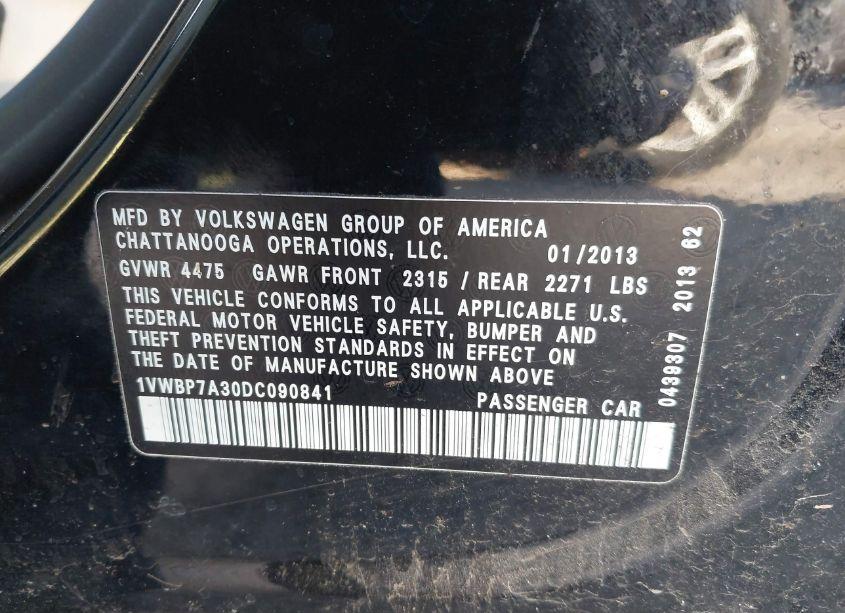 MFD BY VOLKSWAGEN GROUP OF AMERICA
CHATTANOOGA OPERATIONS, LLC. 01/2013
GVWR 4475 GAWR FRONT 2315 / REAR 2271 LBS
THIS VEHICLE CONFORMS TO ALL APPLICABLE U.S.
FEDERAL MOTOR VEHICLE SAFETY, BUMPER AND
THEFT PREVENTION STANDARDS IN EFFECT ON
THE DATE OF MANUFACTURE SHOWN ABOVE
1VWBP7A30DC090841 PASSENGER CAR
0439307 2013 62